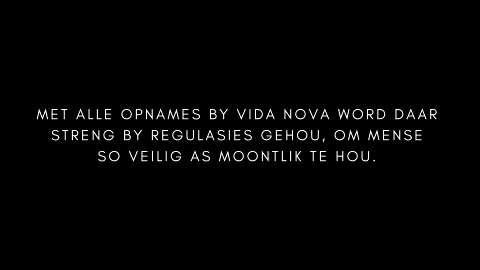 MET ALLE OPNAMES BY VIDA NOVA WORD DAAR
STRENG BY REGULASIES GEHOU, OM MENSE
SO VEILIG AS MOONTLIK TE HOU.